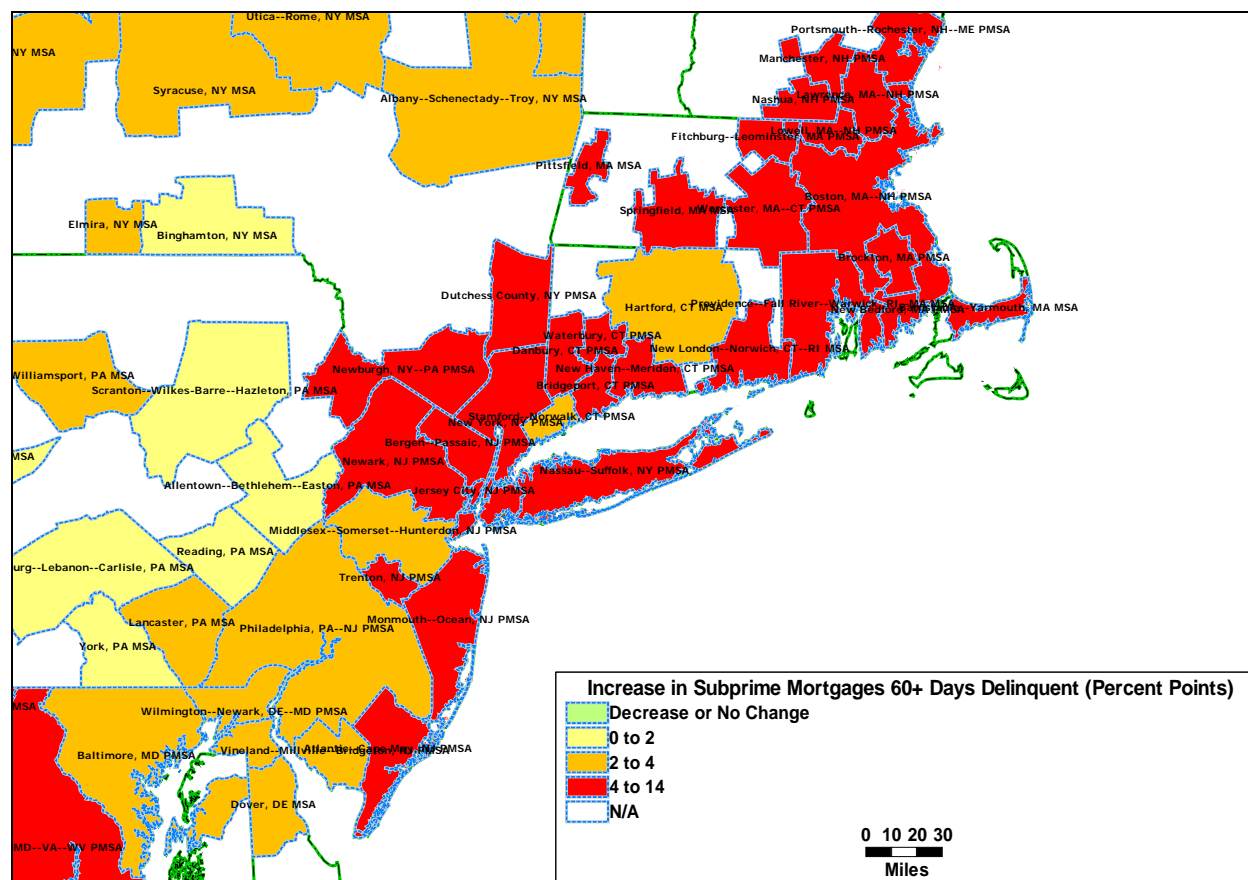 Utica--Rome, NY MSA
Portsmouth--Rochester, NH--ME PMSA
NY MSA
Manchester, NH PMSA
Syracuse, NY MSA
Albany--Schenectady--Troy, NY MSA
Nashua, NH PMSA
Lawrence, MA--NH PMSA
Lowell, MA--NH PMSA
Fitchburg--Leominster, MA PMSA
Pittsfield, MA MSA
Boston, MA--NH PMSA
Springfield, MA MSA
Worcester, MA--CT PMSA
Elmira, NY MSA
Binghamton, NY MSA
Brockton, MA PMSA
Dutchess County, NY PMSA
Hartford, CT MSA
Providence--Fall River--Warwick, RI--MA MSA
New Bedford, MA PMSA
--Yarmouth, MA MSA
Waterbury, CT PMSA
Danbury, CT PMSA
New London--Norwich, CT--RI MSA
Williamsport, PA MSA
Newburgh, NY--PA PMSA
New Haven--Meriden, CT PMSA
Scranton--Wilkes-Barre--Hazleton, PA MSA
Bridgeport, CT PMSA
Stamford--Norwalk, CT PMSA
New York, NY PMSA
Bergen--Passaic, NJ PMSA
MSA
Newark, NJ PMSA
Nassau--Suffolk, NY PMSA
Allentown--Bethlehem--Easton, PA MSA
Jersey City, NJ PMSA
Middlesex--Somerset--Hunterdon, NJ PMSA
Reading, PA MSA
urg--Lebanon--Carlisle, PA MSA
Trenton, NJ PMSA
Lancaster, PA MSA
Philadelphia, PA--NJ PMSA
Monmouth--Ocean, NJ PMSA
York, PA MSA
MSA
Wilmington--Newark, DE--MD PMSA
Baltimore, MD PMSA
Vineland--Millville--Bridgeton, NJ PMSA
Atlantic--Cape May, NJ PMSA
Dover, DE MSA
MD--VA--WV PMSA
Increase in Subprime Mortgages 60+ Days Delinquent (Percent Points)
Decrease or No Change
0 to 2
2 to 4
4 to 14
N/A
0 10 20 30
Miles